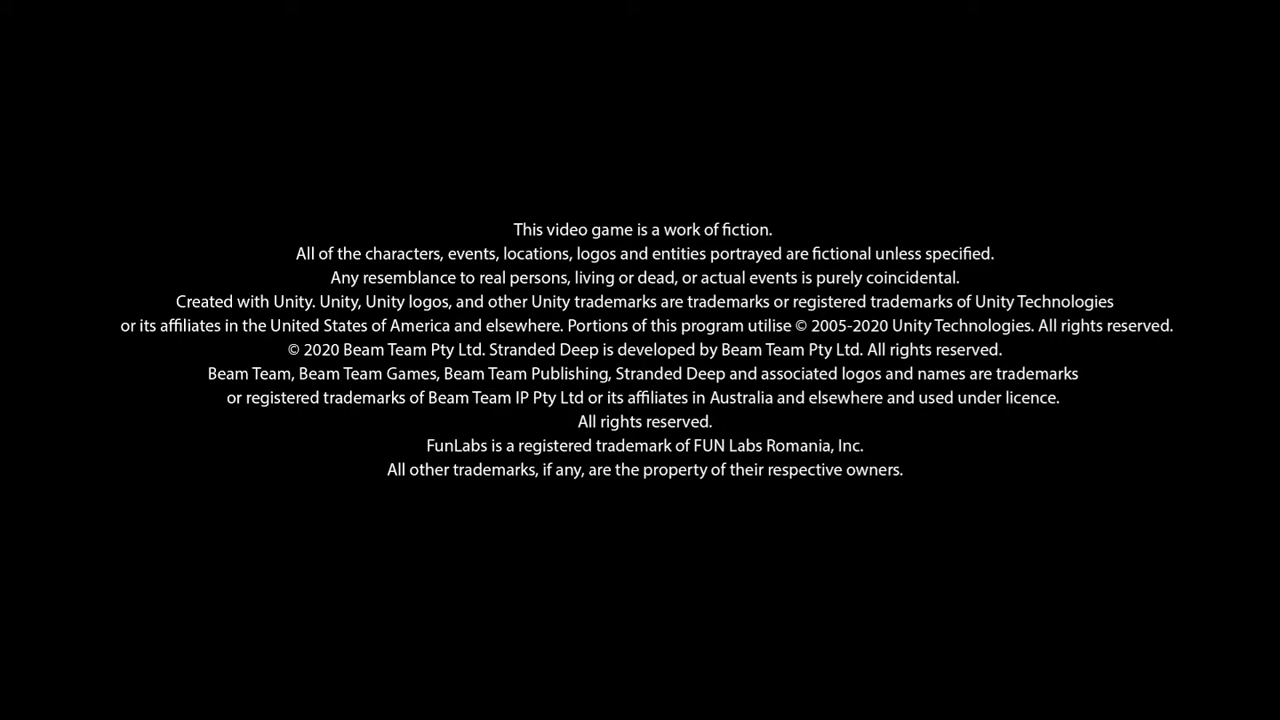 This video game is a work of fiction.
All of the characters, events, locations, logos and entities portrayed are fictional unless specified.
Any resemblance to real persons, living or dead, or actual events is purely coincidental.
Created with Unity. Unity, Unity logos, and other Unity trademarks are trademarks or registered trademarks of Unity Technologies
or its affiliates in the United States of America and elsewhere. Portions of this program utilise © 2005-2020 Unity Technologies. All rights reserved.
© 2020 Beam Team Pty Ltd. Stranded Deep is developed by Beam Team Pty Ltd. All rights reserved.
Beam Team, Beam Team Games, Beam Team Publishing, Stranded Deep and associated logos and names are trademarks
or registered trademarks of Beam Team IP Pty Ltd or its affiliates in Australia and elsewhere and used under licence.
All rights reserved.
FunLabs is a registered trademark of FUN Labs Romania, Inc.
All other trademarks, if any, are the property of their respective owners.